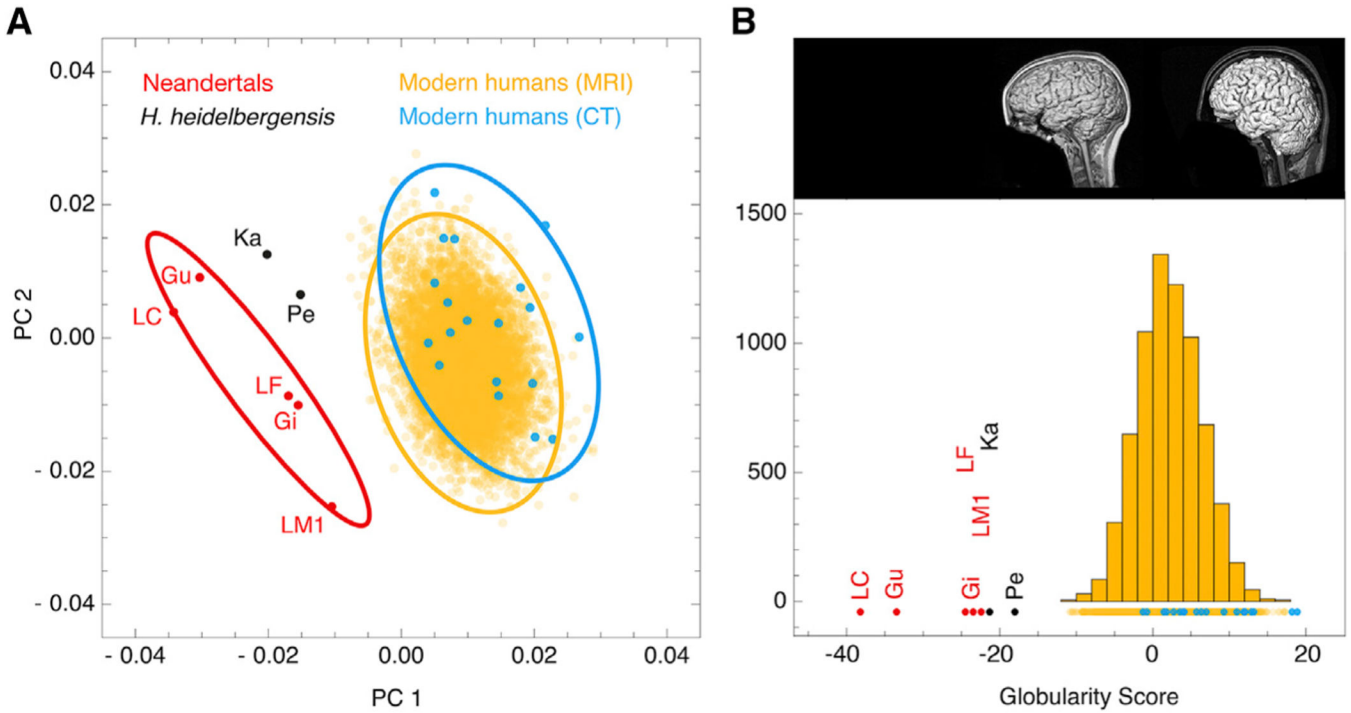 A
Neandertals
H. heidelbergensis
Modern humans (MRI)
Modern humans (CT)
0.04
0.02
0.00
- 0.02
- 0.04
PC 2
Ka
Pe
Gu
LC
LF
Gi
LM1
- 0.04
- 0.02
0.00
0.02
0.04
PC 1
B
1500
1000
500
0
LF
Ka
LM1
LC
Gu
Gi
Pe
-40
-20
0
20
Globularity Score